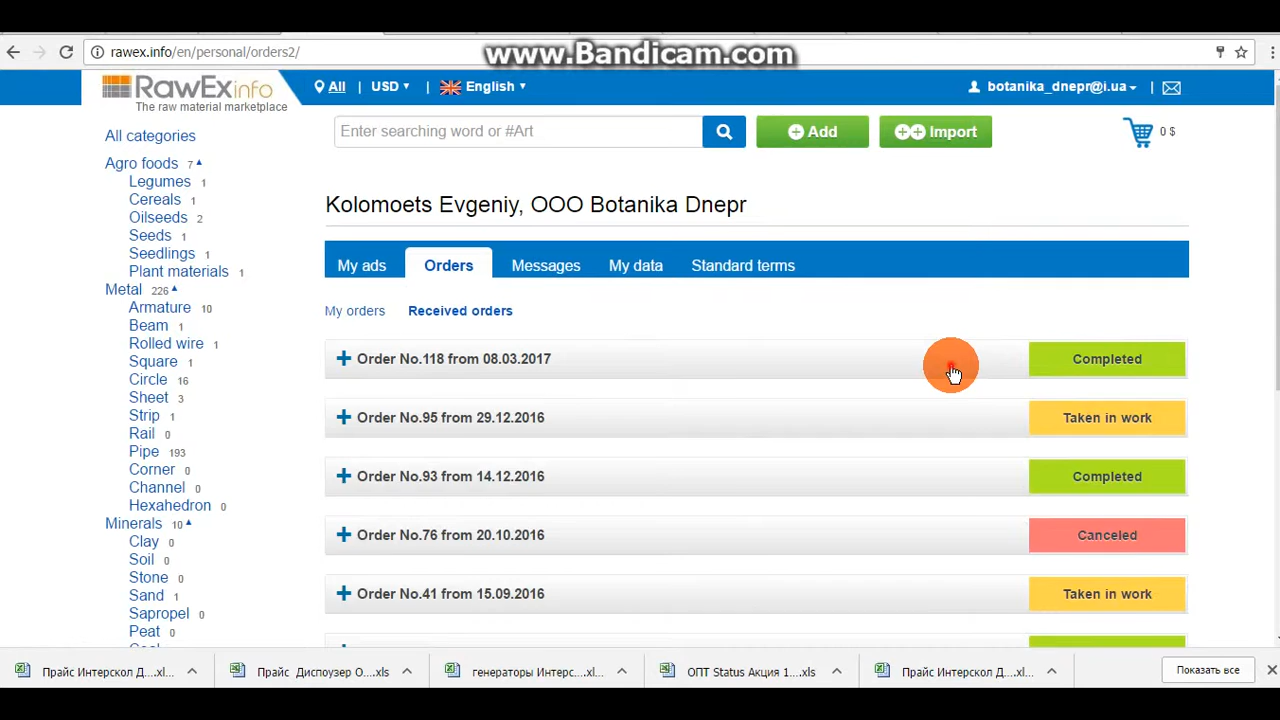 rawex.info/en/personal/orders2/
www.Bandicam.com
RawExinfo
The raw material marketplace
All | USD | English
botanika_dnepr@i.ua
Enter searching word or #Art
Add
Import
0 $
All categories
Agro foods 7
Legumes 1
Cereals 1
Oilseeds 2
Seeds 1
Seedlings 1
Plant materials 1
Metal 226
Armature 10
Beam 1
Rolled wire 1
Square 1
Circle 16
Sheet 3
Strip 1
Rail 0
Pipe 193
Corner 0
Channel 0
Hexahedron 0
Minerals 10
Clay 0
Soil 0
Stone 0
Sand 1
Sapropel 0
Peat 0
Kolomoets Evgeniy, OOO Botanika Dnepr
My ads Orders Messages My data Standard terms
My orders Received orders
Order No.118 from 08.03.2017 Completed
Order No.95 from 29.12.2016 Taken in work
Order No.93 from 14.12.2016 Completed
Order No.76 from 20.10.2016 Canceled
Order No.41 from 15.09.2016 Taken in work
Прайс Интерскол Д....xl...
Прайс Диспоузер О....xls
генераторы Интерс....xl...
ОПТ Status Акция 1....xls
Прайс Интерскол Д....xl...
Показать все